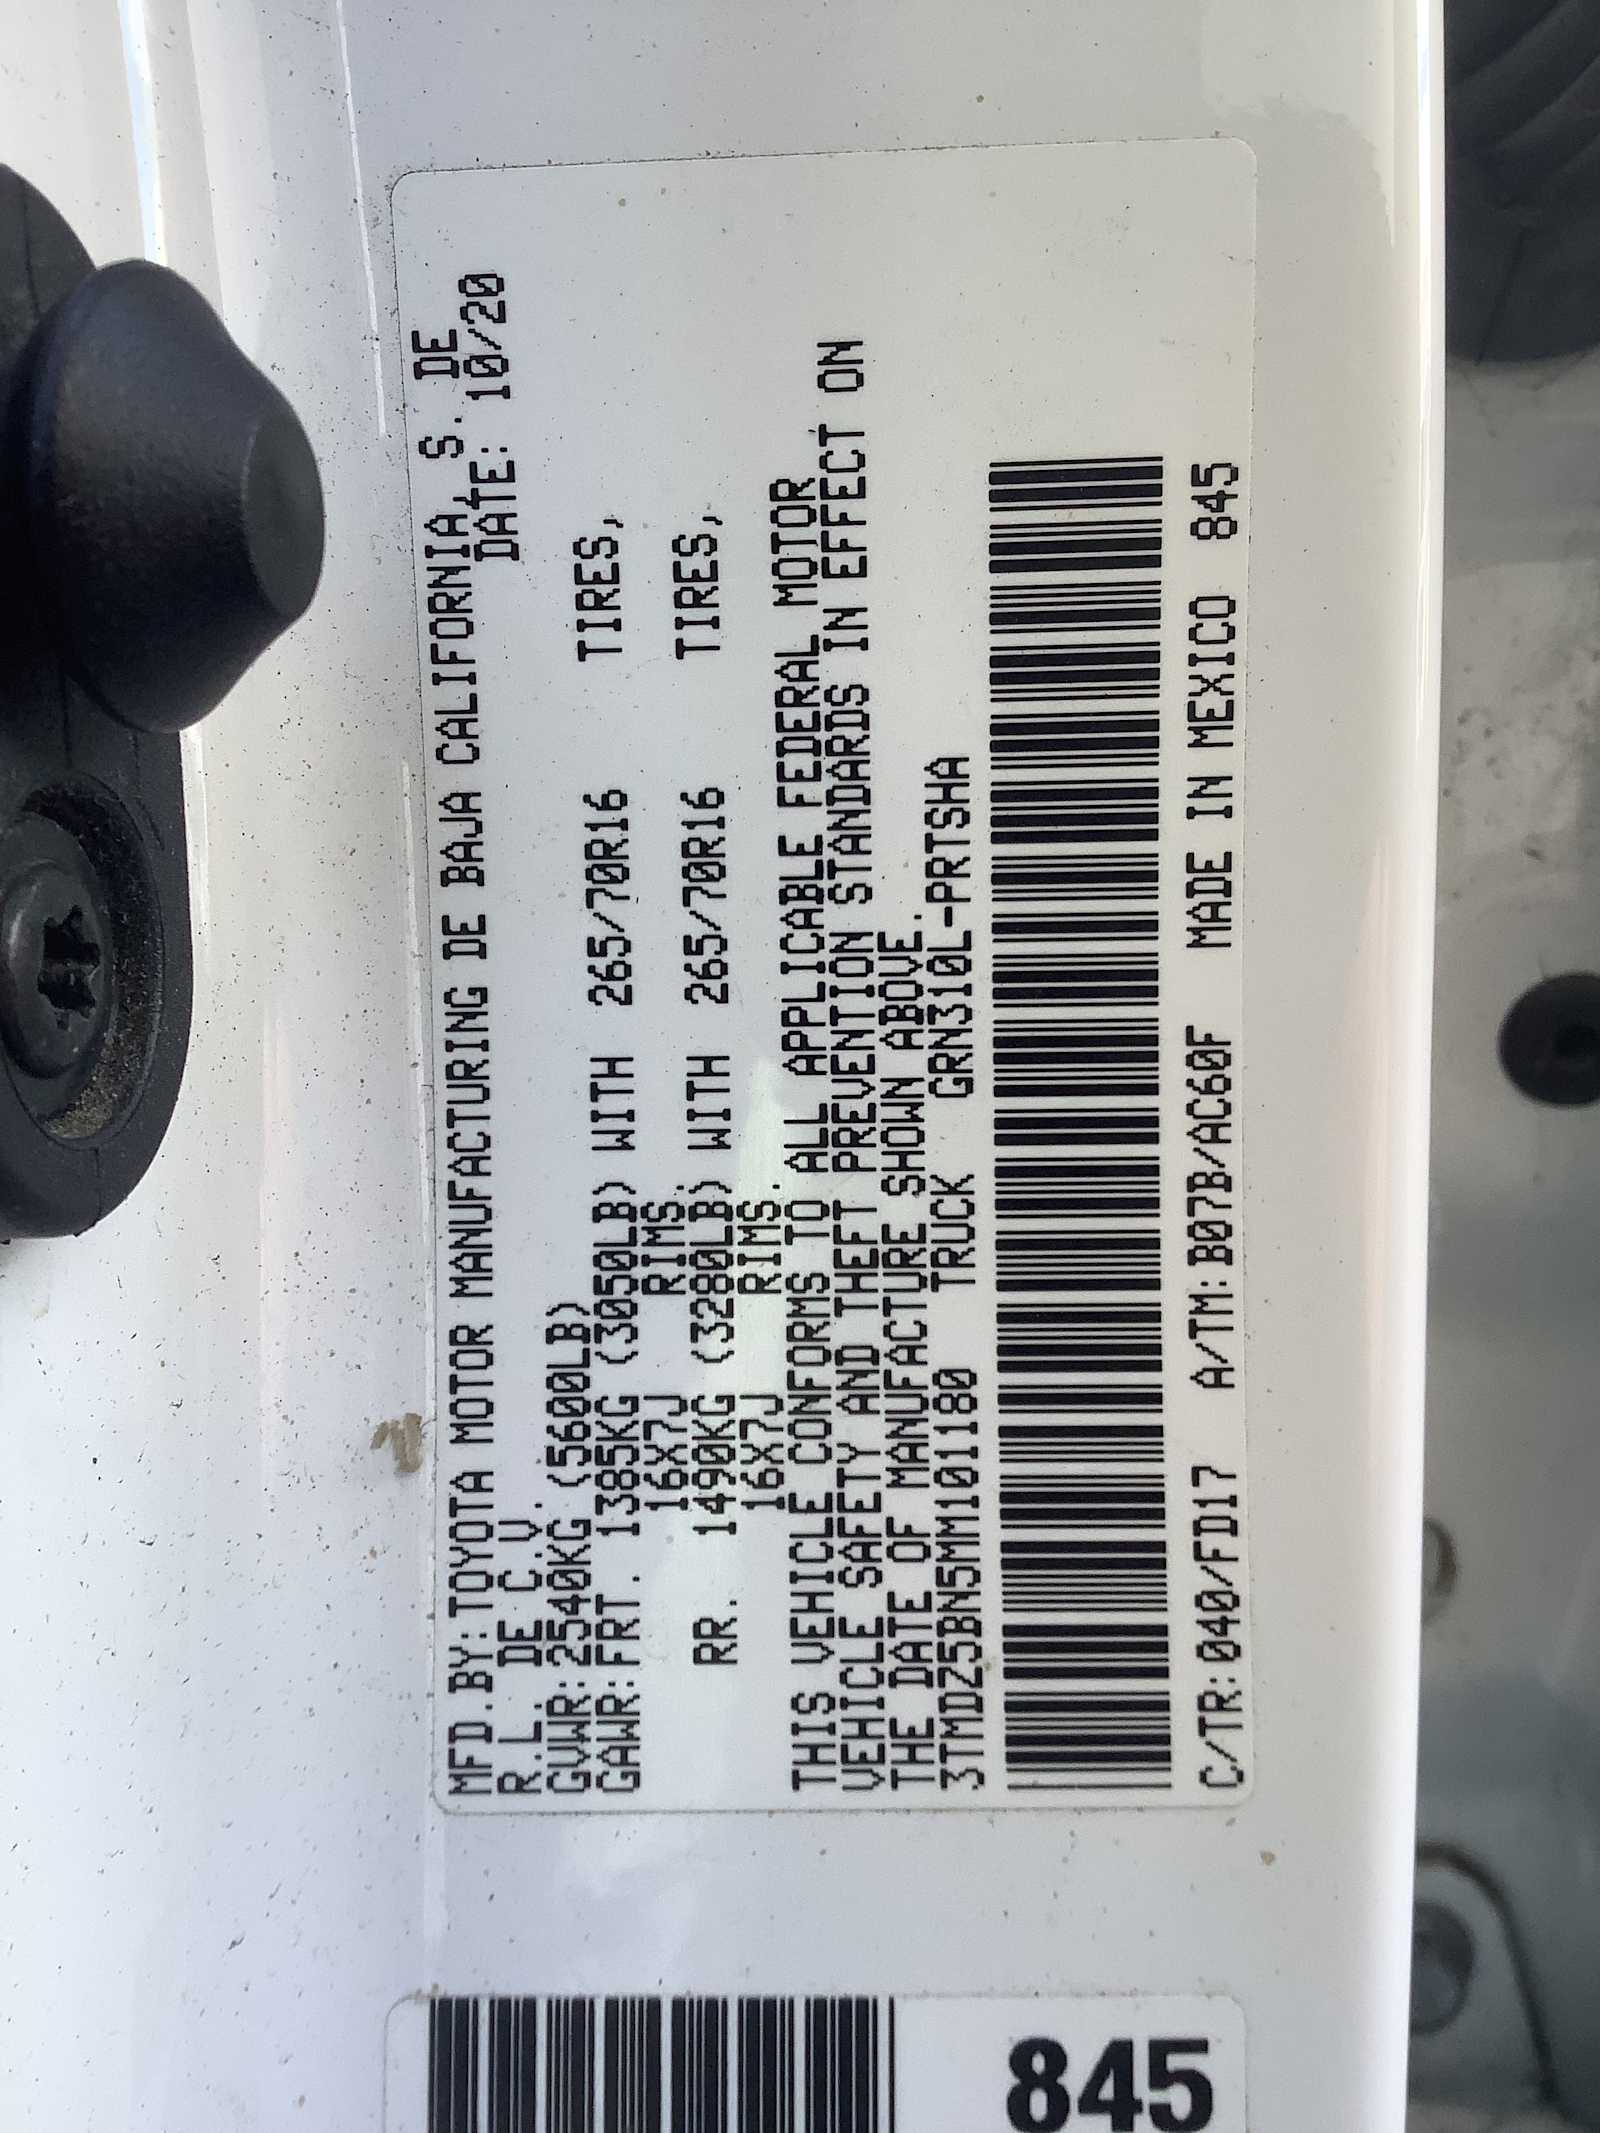 MFD.BY:TOYOTA MOTOR MANUFACTURING DE BAJA CALIFORNIA, S. DE
R.L. DE C.V. DATE: 10/20
GVWR:2540KG (5600LB)
GAWR:FRT. 1385KG (3050LB) WITH 265/70R16 TIRES,
16X7J RIMS.
RR. 1490KG (3280LB) WITH 265/70R16 TIRES,
16X7J RIMS.
THIS VEHICLE CONFORMS TO ALL APPLICABLE FEDERAL MOTOR
VEHICLE SAFETY AND THEFT PREVENTION STANDARDS IN EFFECT ON
THE DATE OF MANUFACTURE SHOWN ABOVE.
3TMDZ5BN5MM101180 TRUCK GRN310L-PRTSHA
C/TR:040/FD17 A/TM:B07B/AC60F MADE IN MEXICO 845
845